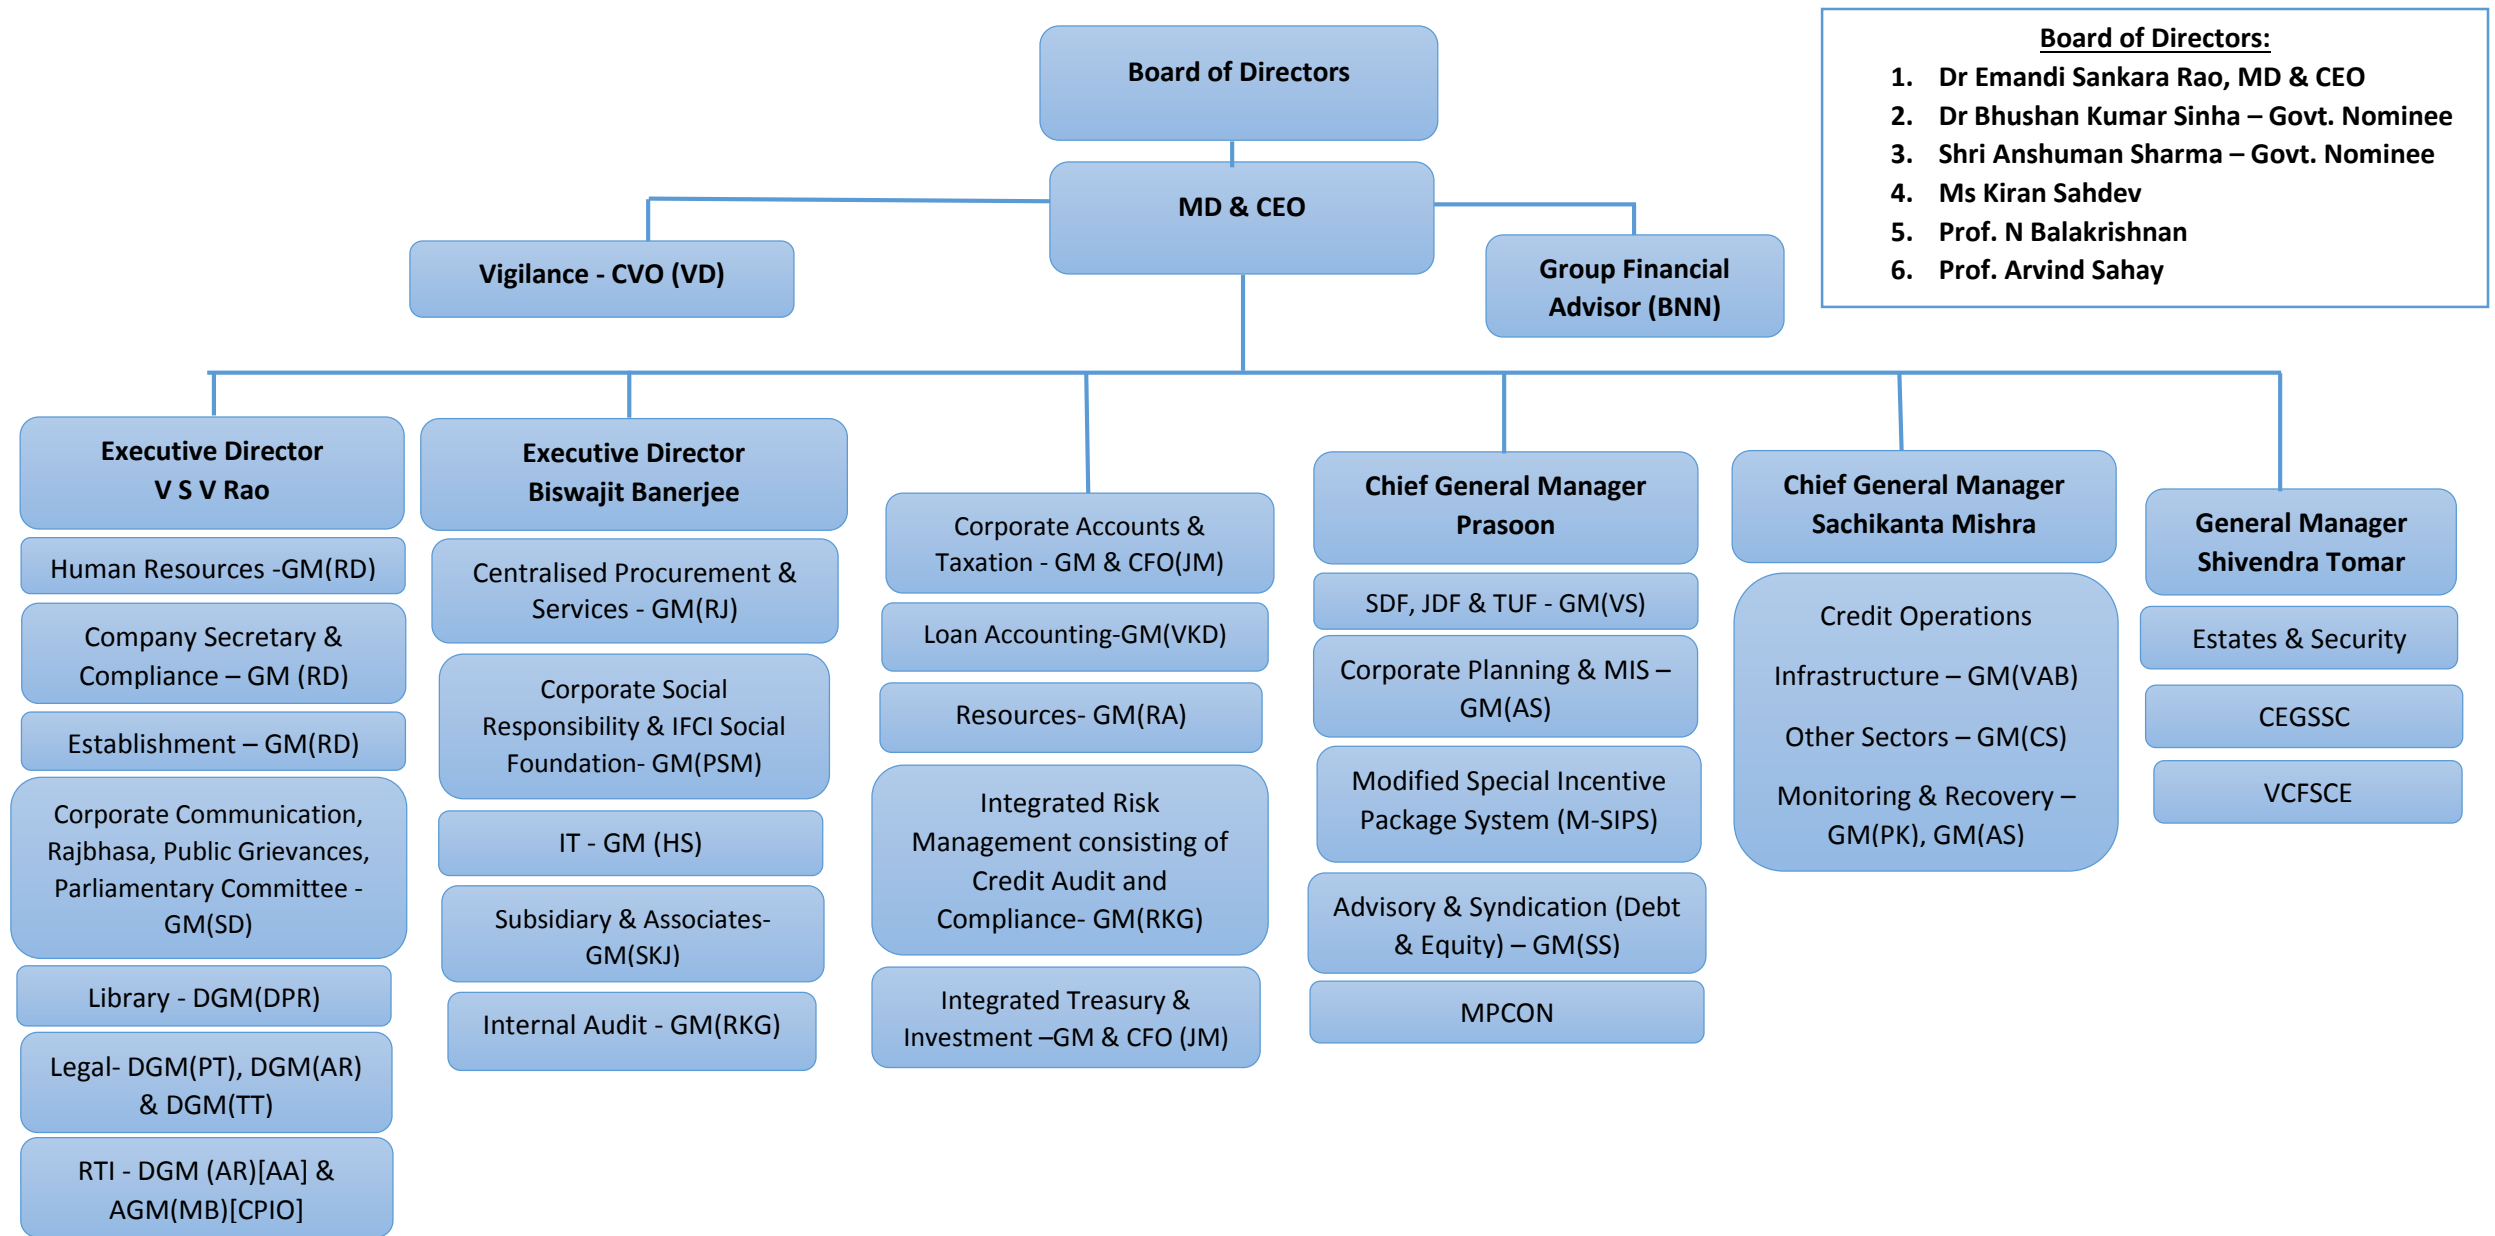 Board of Directors
Board of Directors:
1. Dr Emandi Sankara Rao, MD & CEO
2. Dr Bhushan Kumar Sinha – Govt. Nominee
3. Shri Anshuman Sharma – Govt. Nominee
4. Ms Kiran Sahdev
5. Prof. N Balakrishnan
6. Prof. Arvind Sahay
MD & CEO
Vigilance - CVO (VD)
Group Financial
Advisor (BNN)
Executive Director
V S V Rao
Human Resources -GM(RD)
Company Secretary &
Compliance – GM (RD)
Establishment – GM(RD)
Corporate Communication,
Rajbhasa, Public Grievances,
Parliamentary Committee -
GM(SD)
Library - DGM(DPR)
Legal- DGM(PT), DGM(AR)
& DGM(TT)
RTI - DGM (AR)[AA] &
AGM(MB)[CPIO]
Executive Director
Biswajit Banerjee
Centralised Procurement &
Services - GM(RJ)
Corporate Social
Responsibility & IFCI Social
Foundation- GM(PSM)
IT - GM (HS)
Subsidiary & Associates-
GM(SKJ)
Internal Audit - GM(RKG)
Corporate Accounts &
Taxation - GM & CFO(JM)
Loan Accounting-GM(VKD)
Resources- GM(RA)
Integrated Risk
Management consisting of
Credit Audit and
Compliance- GM(RKG)
Integrated Treasury &
Investment –GM & CFO (JM)
Chief General Manager
Prasoon
SDF, JDF & TUF - GM(VS)
Corporate Planning & MIS –
GM(AS)
Modified Special Incentive
Package System (M-SIPS)
Advisory & Syndication (Debt
& Equity) – GM(SS)
MPCON
Chief General Manager
Sachikanta Mishra
Credit Operations
Infrastructure – GM(VAB)
Other Sectors – GM(CS)
Monitoring & Recovery –
GM(PK), GM(AS)
General Manager
Shivendra Tomar
Estates & Security
CEGSSC
VCFSCE